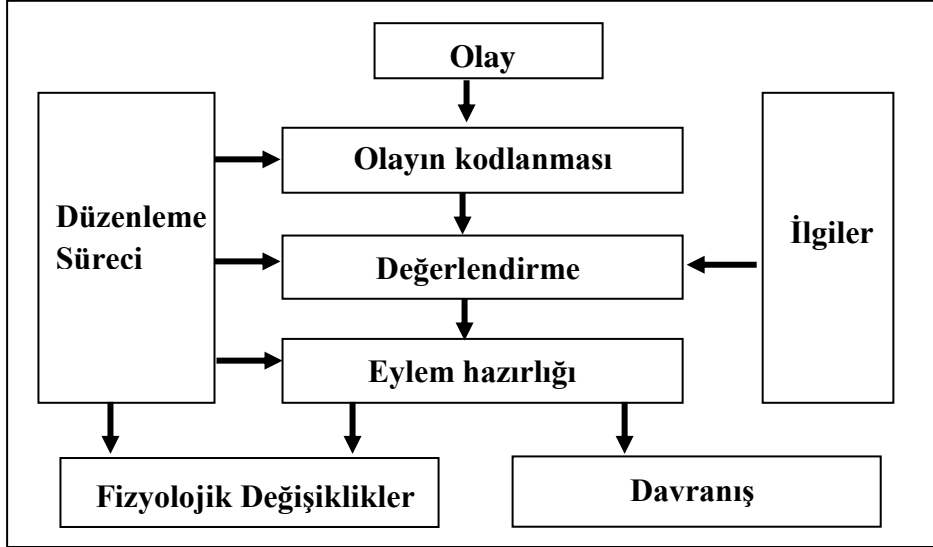 Olay
Olayın kodlanması
Düzenleme
Süreci
İlgiler
Değerlendirme
Eylem hazırlığı
Fizyolojik Değişiklikler
Davranış